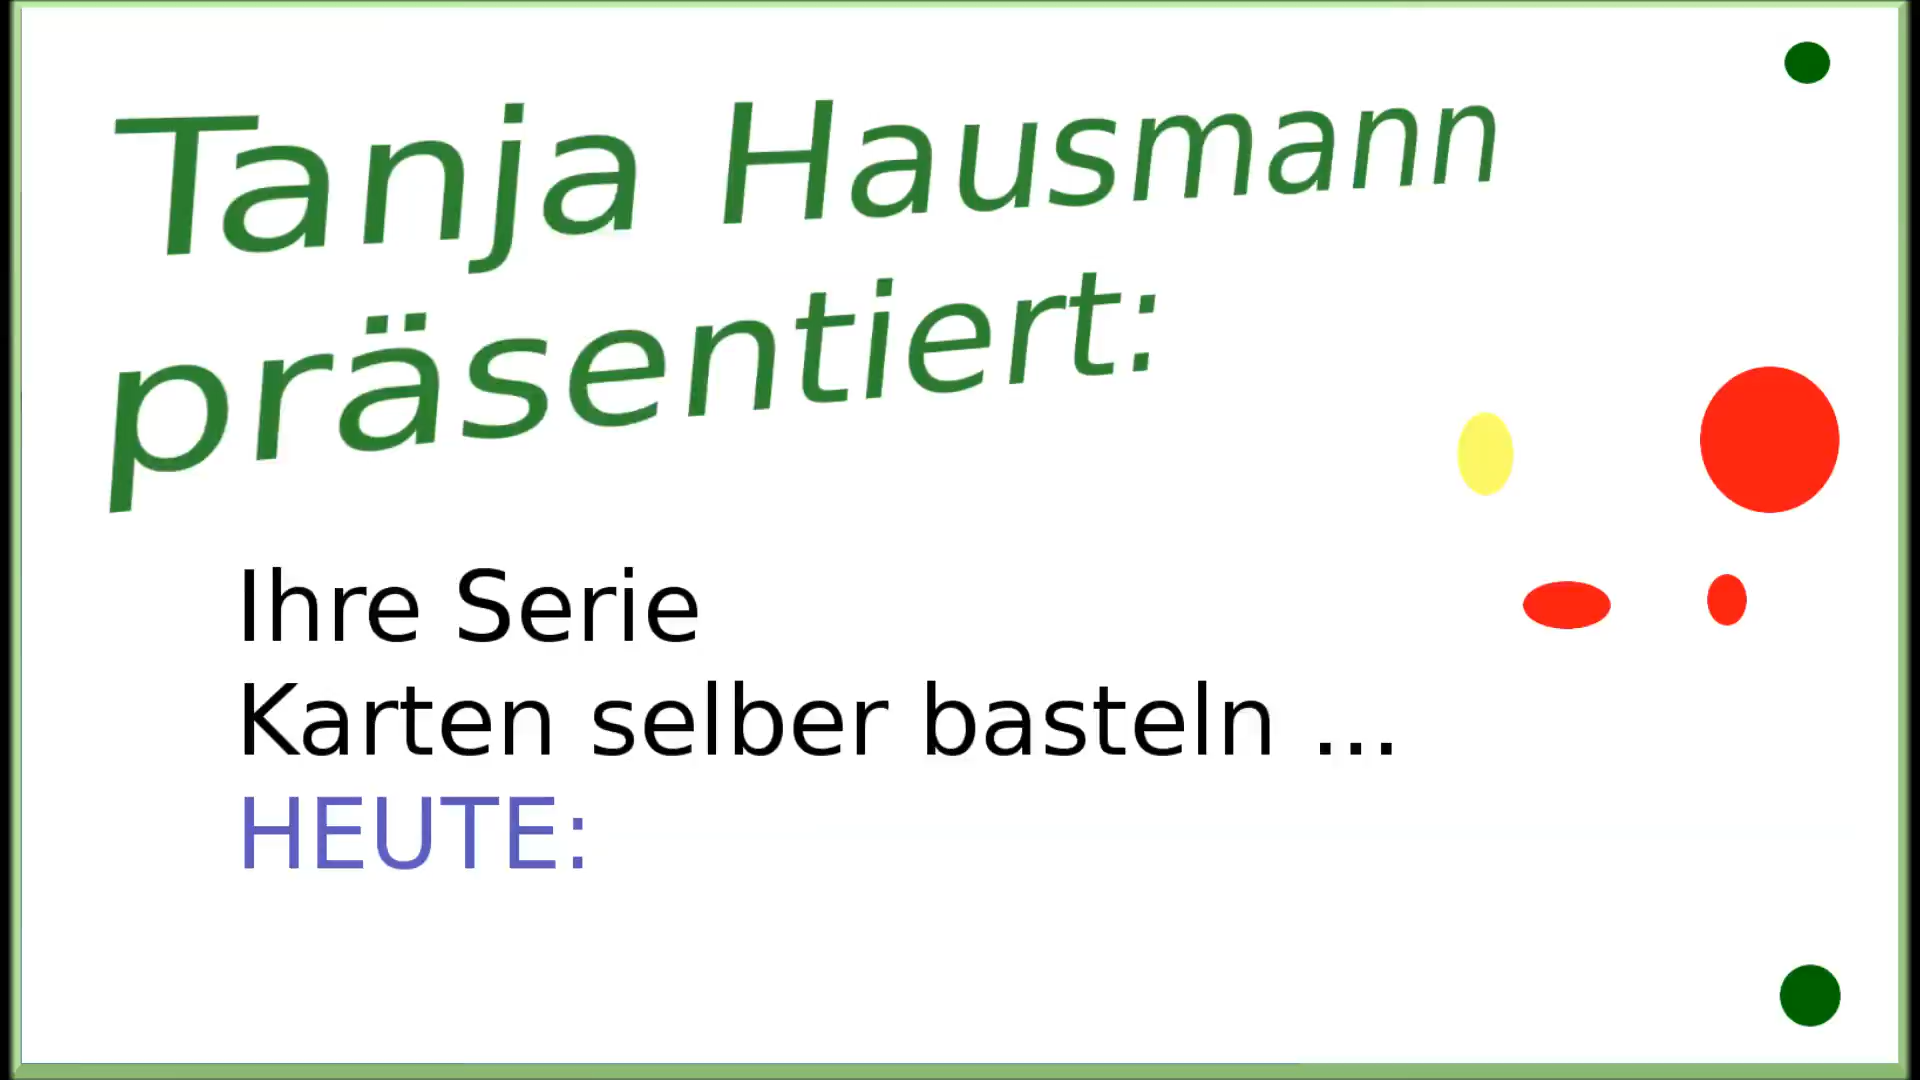 Tanja Hausmann
präsentiert:
Ihre Serie
Karten selber basteln ...
HEUTE: